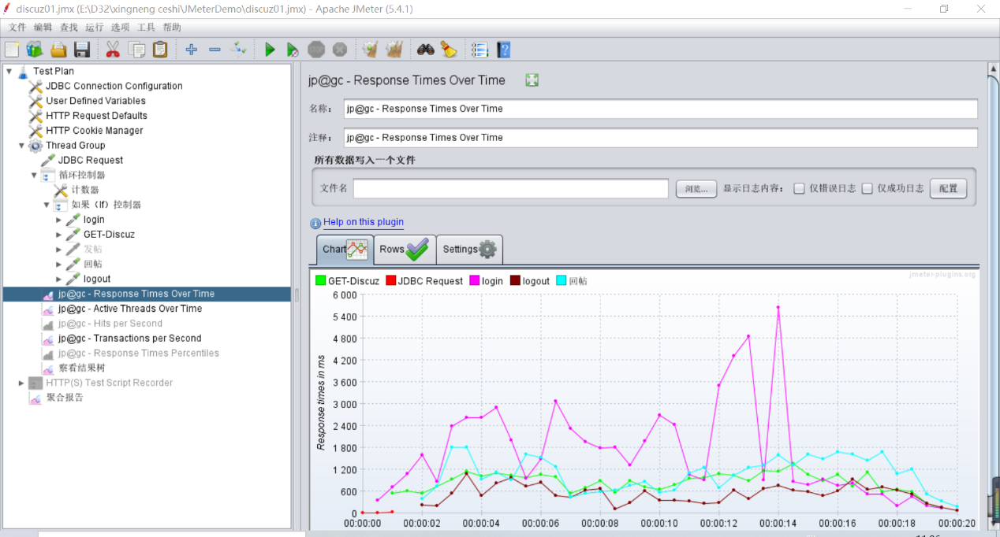 discuz01.jmx (E:\D32\xingneng ceshi\JMeterDemo\discuz01.jmx) - Apache JMeter (5.4.1)
文件 编辑 查找 运行 选项 工具 帮助
Test Plan
JDBC Connection Configuration
User Defined Variables
HTTP Request Defaults
HTTP Cookie Manager
Thread Group
JDBC Request
循环控制器
计数器
如果（If）控制器
login
GET-Discuz
发帖
回帖
logout
jp@gc - Response Times Over Time
jp@gc - Active Threads Over Time
jp@gc - Hits per Second
jp@gc - Transactions per Second
jp@gc - Response Times Percentiles
察看结果树
HTTP(S) Test Script Recorder
聚合报告
jp@gc - Response Times Over Time
名称： jp@gc - Response Times Over Time
注释： jp@gc - Response Times Over Time
所有数据写入一个文件
文件名 浏览... 显示日志内容： 仅错误日志 仅成功日志 配置
Help on this plugin
Chart Rows Settings
jmeter-plugins.org
GET-Discuz JDBC Request login logout 回帖
Response times in ms
6 000
5 400
4 800
4 200
3 600
3 000
2 400
1 800
1 200
600
0
00:00:00 00:00:02 00:00:04 00:00:06 00:00:08 00:00:10 00:00:12 00:00:14 00:00:16 00:00:18 00:00:20